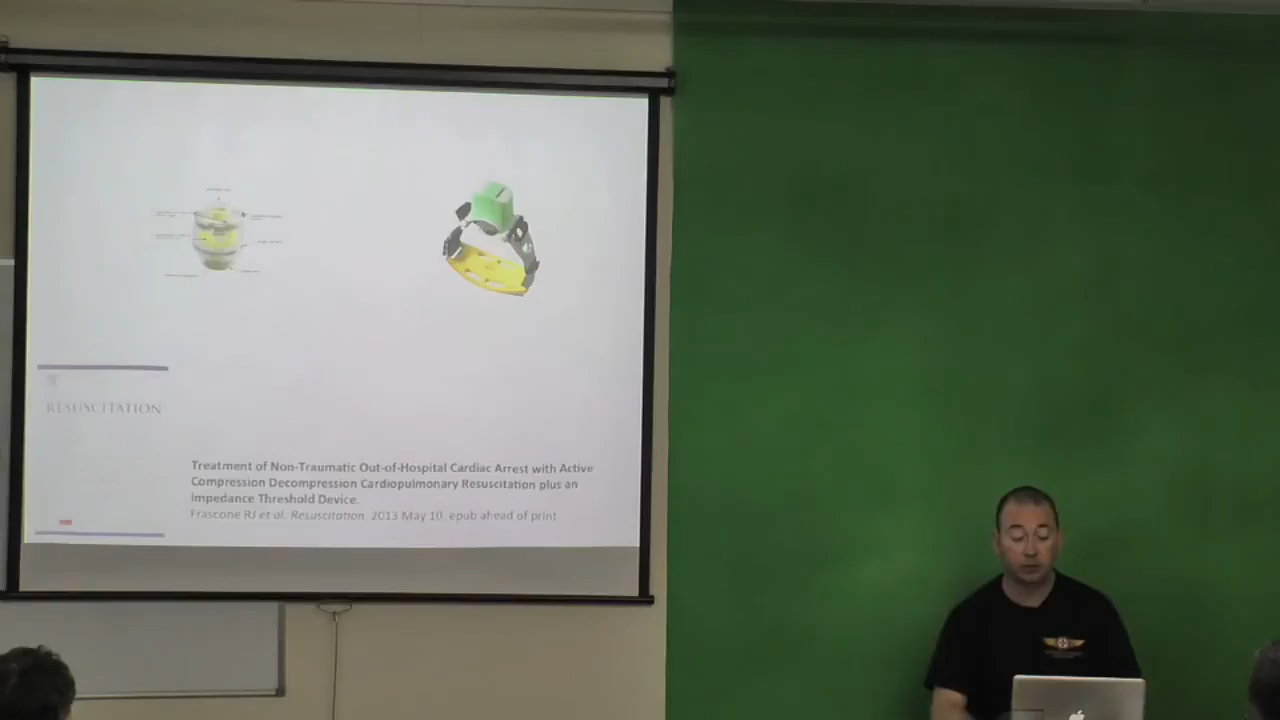 RESUSCITATION
Treatment of Non-Traumatic Out-of-Hospital Cardiac Arrest with Active
Compression Decompression Cardiopulmonary Resuscitation plus an
Impedance Threshold Device.
Frascone RJ et al. Resuscitation. 2013 May 10. epub ahead of print